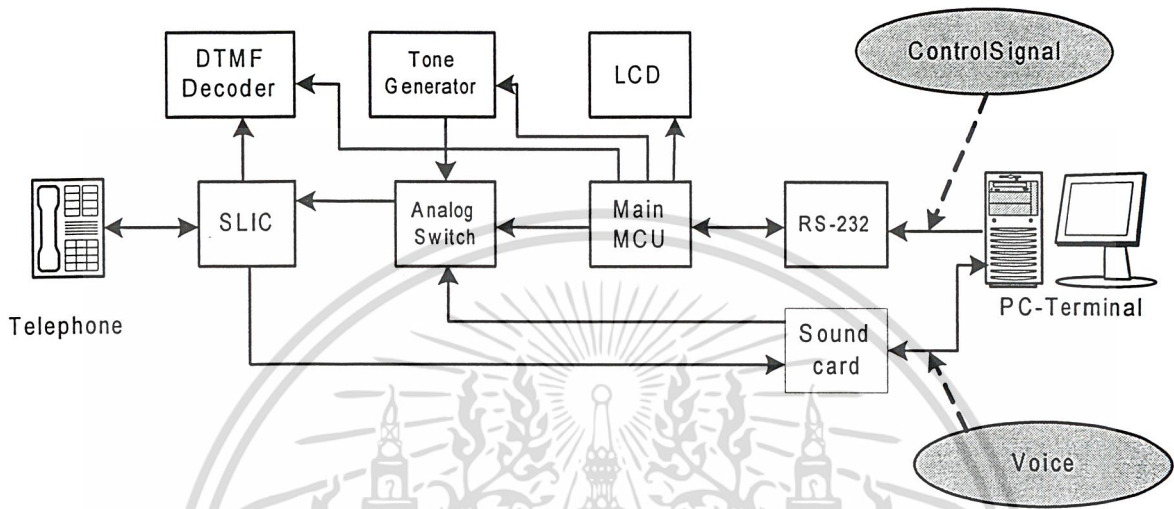 DTMF
Decoder
Tone
Generator
LCD
ControlSignal
SLIC
Analog
Switch
Main
MCU
RS-232
Telephone
PC-Terminal
Sound
card
Voice